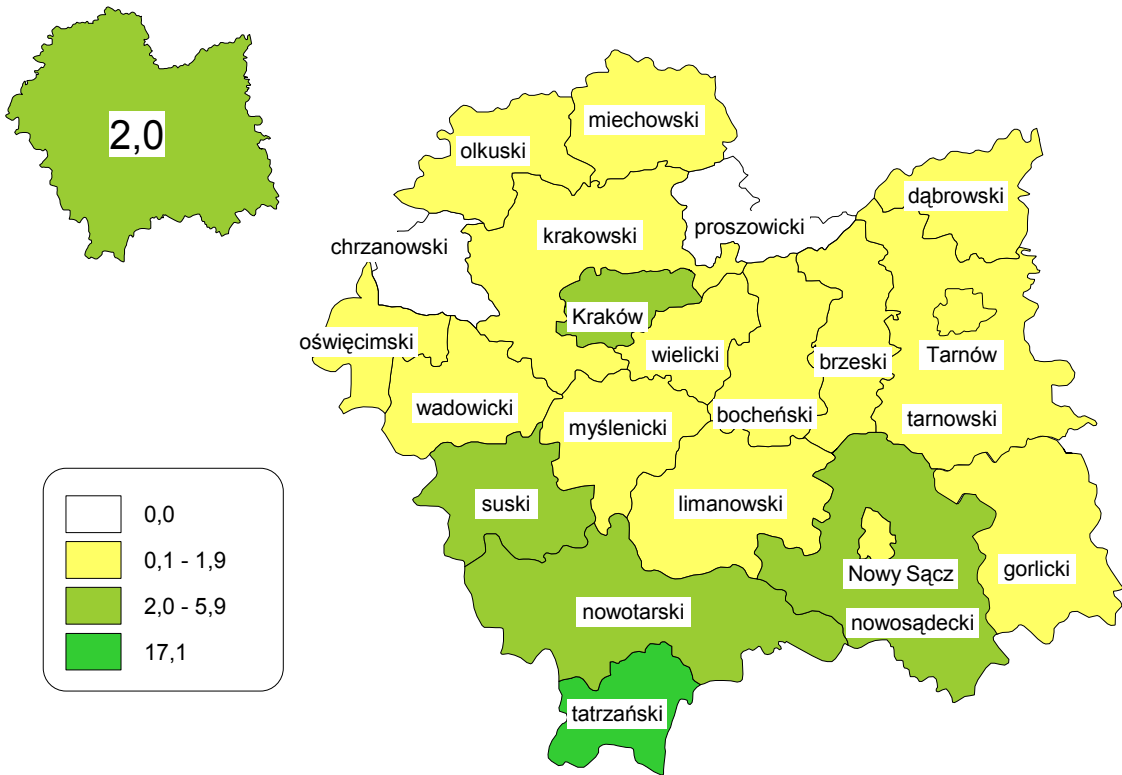 2,0
miechowski
olkuski
dąbrowski
proszowicki
krakowski
chrzanowski
Kraków
oświęcimski
wielicki
brzeski
Tarnów
wadowicki
bocheński
tarnowski
myślenicki
suski
limanowski
gorlicki
Nowy Sącz
nowotarski
nowosądecki
tatrzański
0,0
0,1 - 1,9
2,0 - 5,9
17,1